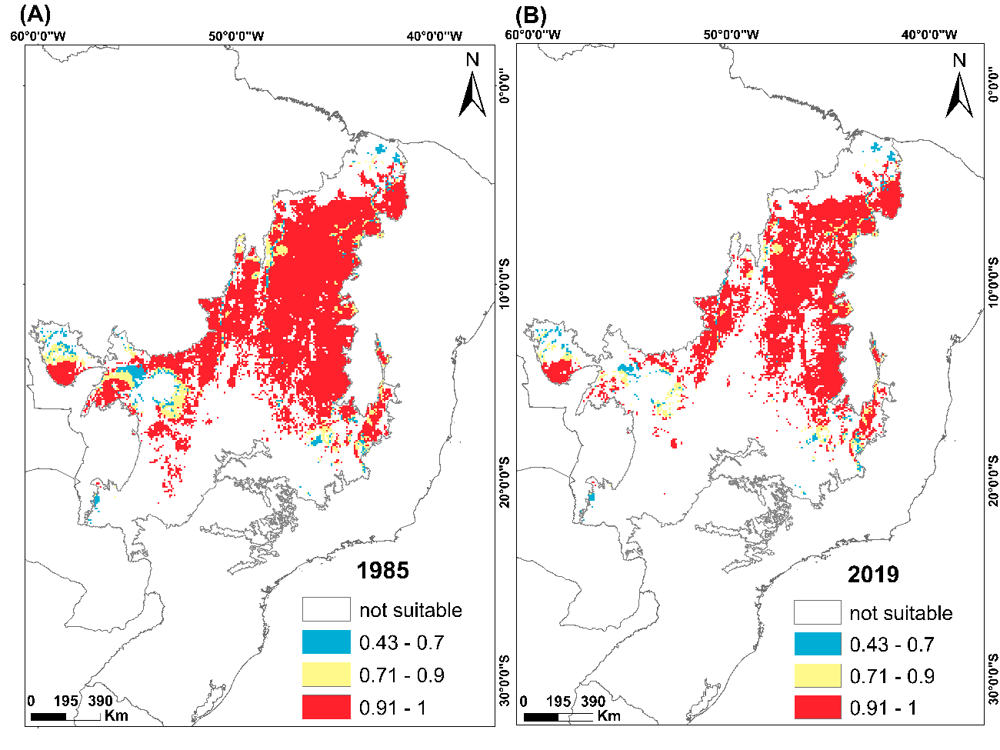 (A)
60°0'0"W 50°0'0"W 40°0'0"W
N
0°0'0"
10°0'0"S
20°0'0"S
30°0'0"S
1985
not suitable
0.43 - 0.7
0.71 - 0.9
0.91 - 1
0 195 390
Km
(B)
60°0'0"W 50°0'0"W 40°0'0"W
N
0°0'0"
10°0'0"S
20°0'0"S
30°0'0"S
2019
not suitable
0.43 - 0.7
0.71 - 0.9
0.91 - 1
0 195 390
Km